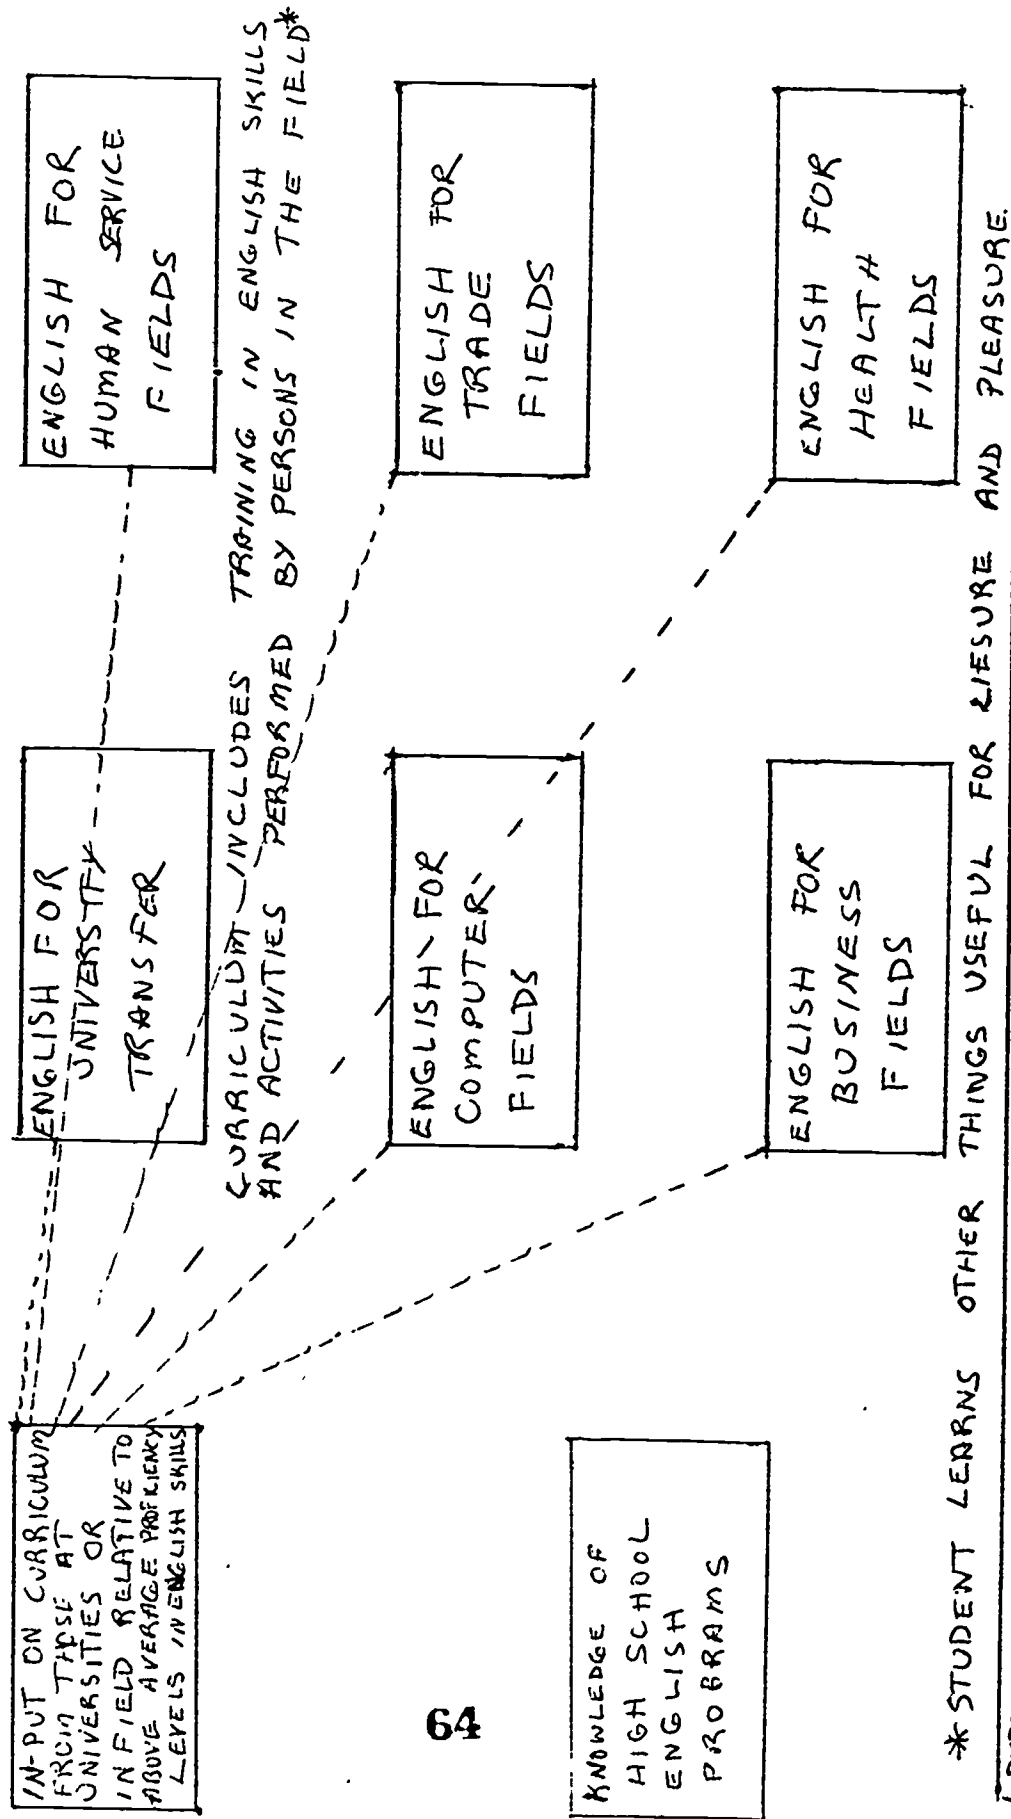 IN-PUT ON CURRICULUM
FROM THOSE AT
UNIVERSITIES OR
IN FIELD RELATIVE TO
ABOVE AVERAGE PROFICIENCY
LEVELS IN ENGLISH SKILLS
ENGLISH FOR
UNIVERSTFY
TRANSFER
ENGLISH FOR
HUMAN SERVICE
FIELDS
CURRICULUM INCLUDES TRAINING IN ENGLISH SKILLS
AND ACTIVITIES PERFORMED BY PERSONS IN THE FIELD*
ENGLISH FOR
COMPUTER
FIELDS
ENGLISH FOR
TRADE
FIELDS
KNOWLEDGE OF
HIGH SCHOOL
ENGLISH
PROBRAMS
ENGLISH FOR
BUSINESS
FIELDS
ENGLISH FOR
HEALTH
FIELDS
* STUDENT LEARNS OTHER THINGS USEFUL FOR LIESURE AND PLEASURE.
64